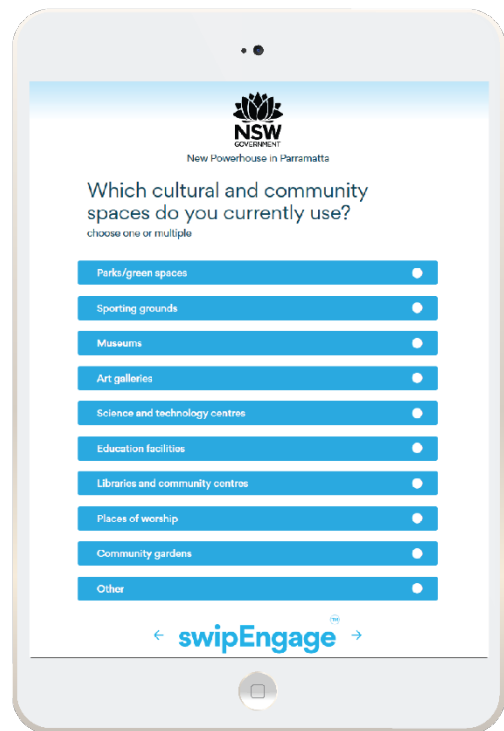 NSW
GOVERNMENT
New Powerhouse in Parramatta
Which cultural and community
spaces do you currently use?
choose one or multiple
Parks/green spaces
Sporting grounds
Museums
Art galleries
Science and technology centres
Education facilities
Libraries and community centres
Places of worship
Community gardens
Other
← swipEngage™ →